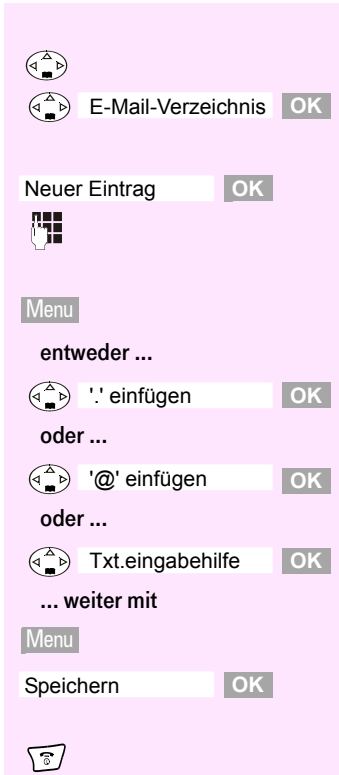 E-Mail-Verzeichnis OK
Neuer Eintrag OK
Menu
entweder ...
'.' einfügen OK
oder ...
'@' einfügen OK
oder ...
Txt.eingabehilfe OK
... weiter mit
Menu
Speichern OK